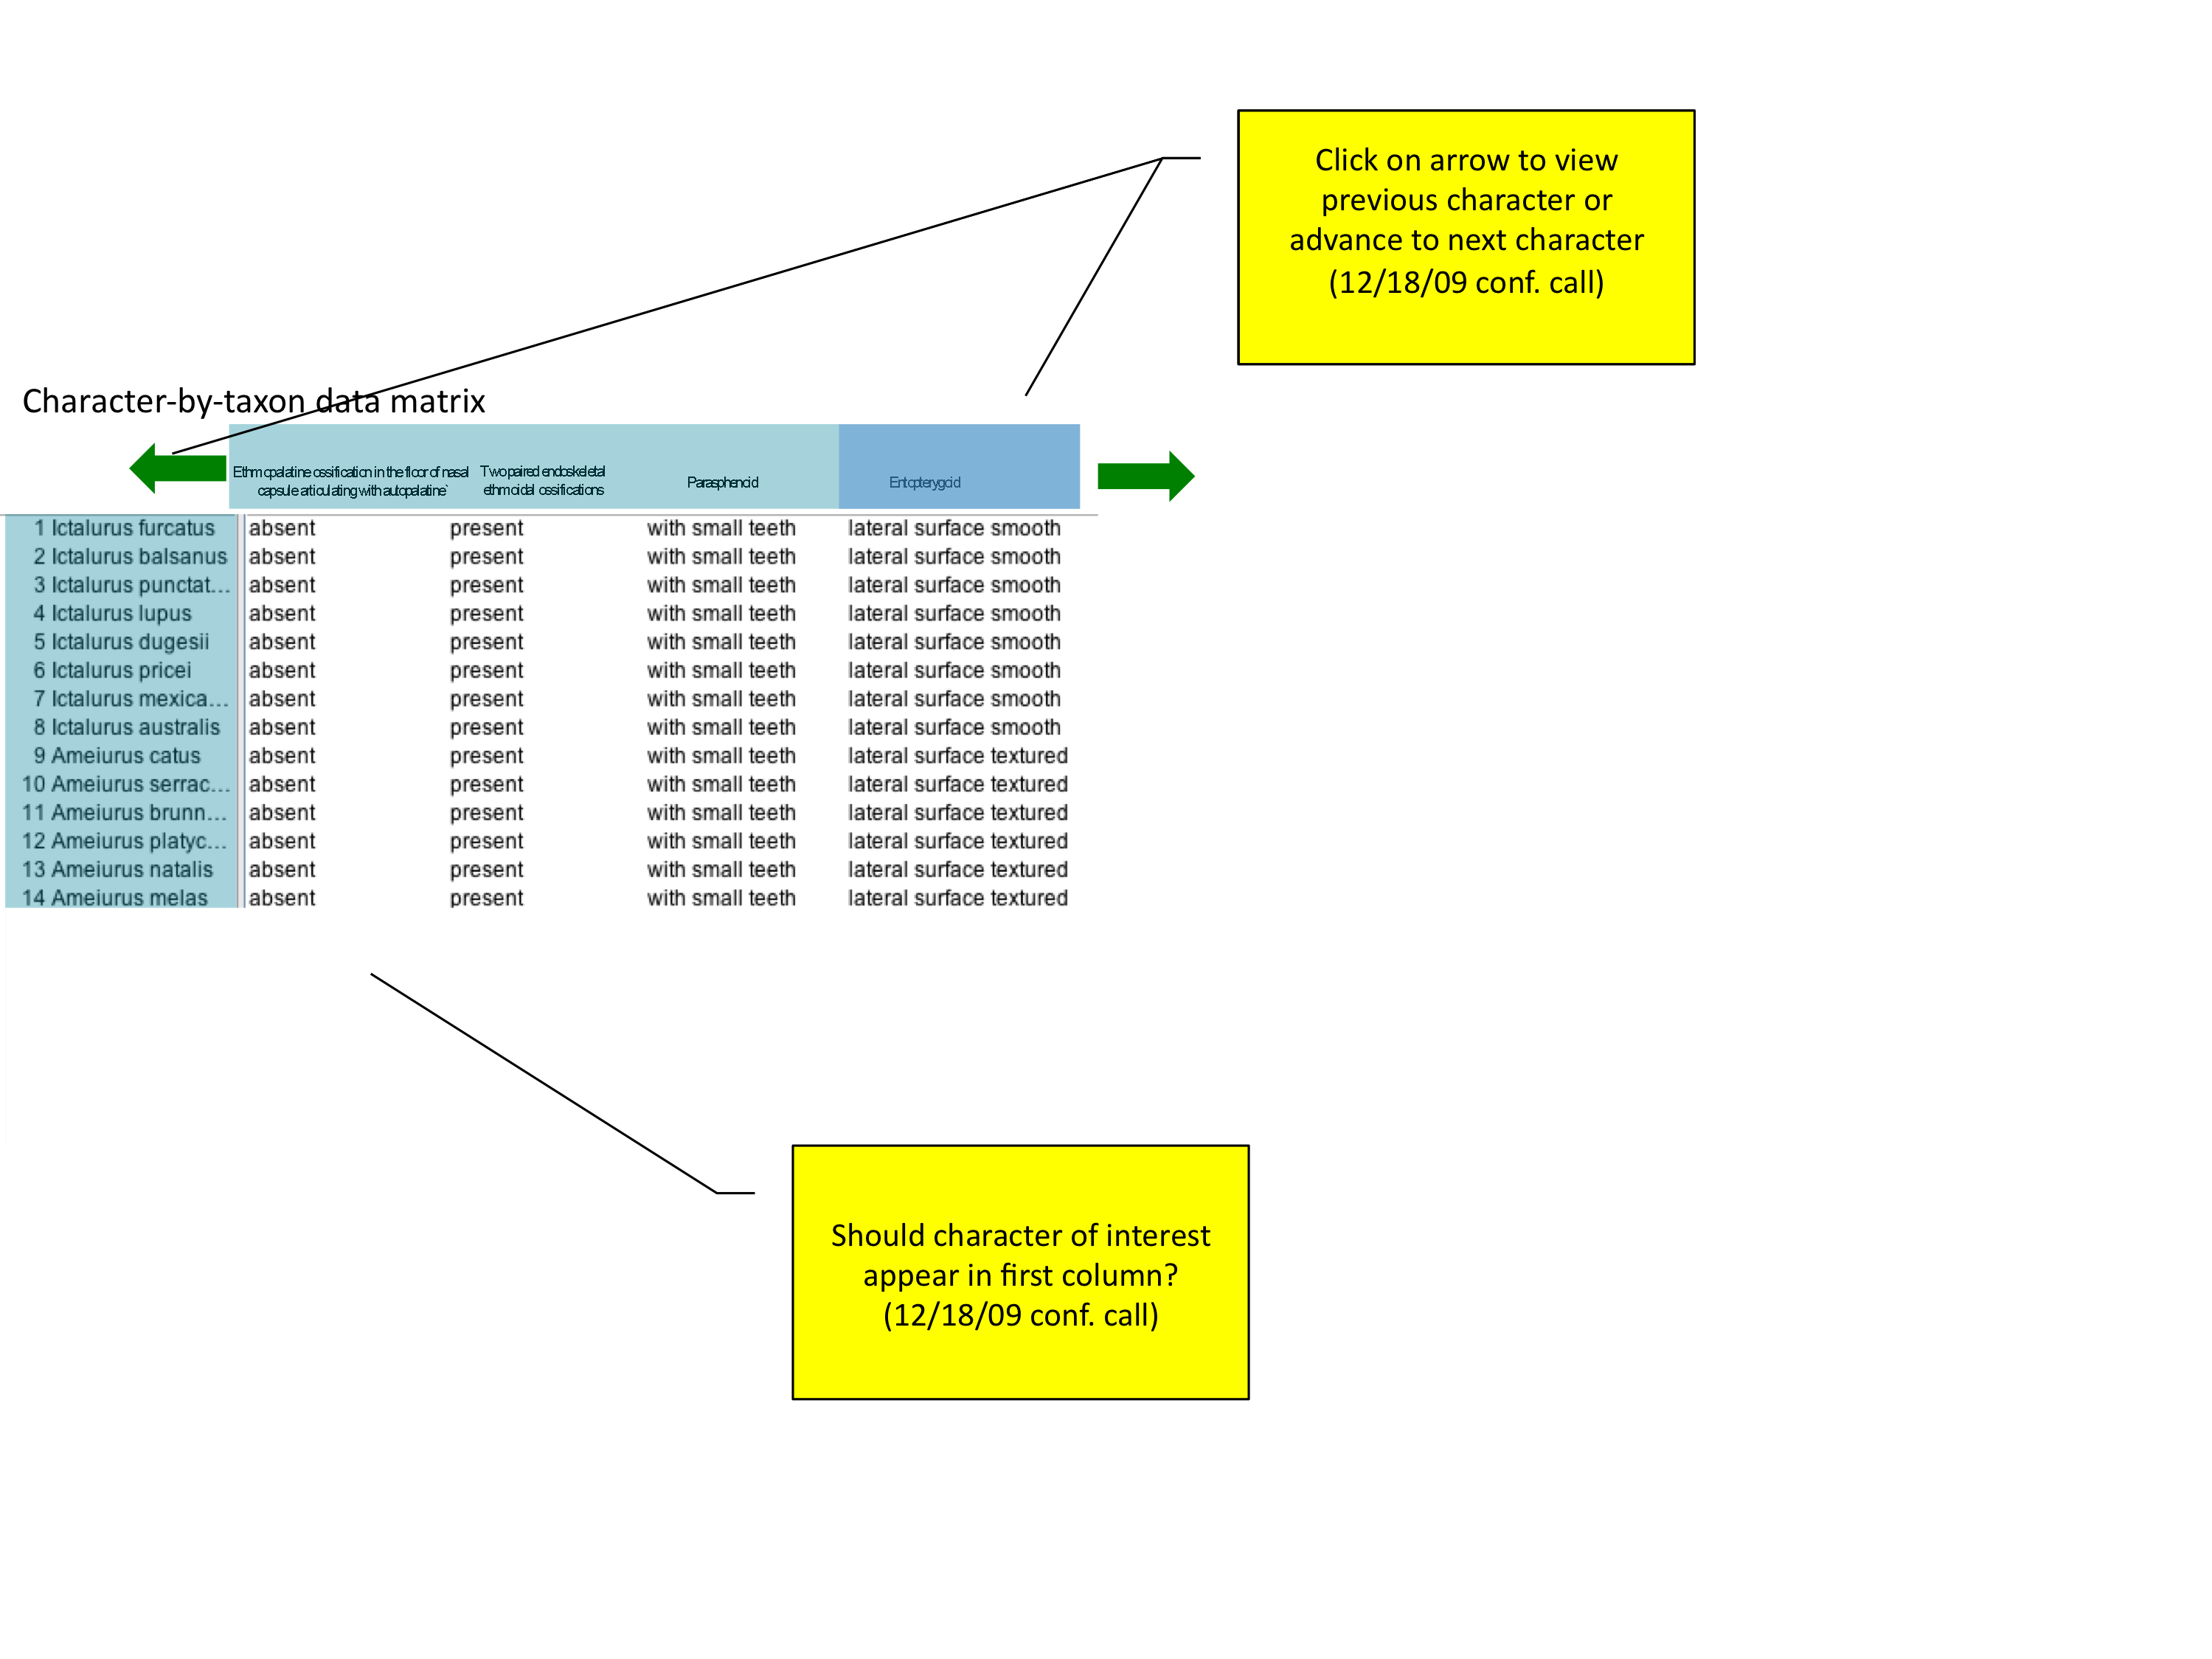 Click on arrow to view
previous character or
advance to next character
(12/18/09 conf. call)
Character-by-taxon data matrix
Ethmopalatine ossification in the floor of nasal
capsule articulating with autopalatine`
Two paired endoskeletal
ethmoidal ossifications
Parasphenoid
Entopterygoid
1 Ictalurus furcatus absent present with small teeth lateral surface smooth
2 Ictalurus balsanus absent present with small teeth lateral surface smooth
3 Ictalurus punctat... absent present with small teeth lateral surface smooth
4 Ictalurus lupus absent present with small teeth lateral surface smooth
5 Ictalurus dugesii absent present with small teeth lateral surface smooth
6 Ictalurus pricei absent present with small teeth lateral surface smooth
7 Ictalurus mexica... absent present with small teeth lateral surface smooth
8 Ictalurus australis absent present with small teeth lateral surface smooth
9 Ameiurus catus absent present with small teeth lateral surface textured
10 Ameiurus serrac... absent present with small teeth lateral surface textured
11 Ameiurus brunn... absent present with small teeth lateral surface textured
12 Ameiurus platyc... absent present with small teeth lateral surface textured
13 Ameiurus natalis absent present with small teeth lateral surface textured
14 Ameiurus melas absent present with small teeth lateral surface textured
Should character of interest
appear in first column?
(12/18/09 conf. call)